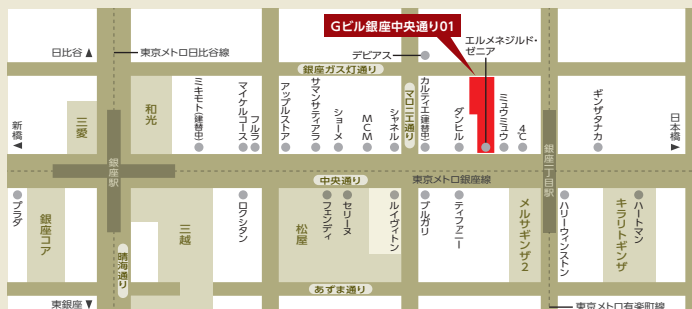 Gビル銀座中央通り01
エルメネジルド・
ゼニア
日比谷▲
東京メトロ日比谷線
デビアス
銀座ガス灯通り
新橋
◀
三愛
和光
ミキモト(建替中)
マイケルコース
フルラ
アップルストア
サマンサティアラ
ショーメ
MCM
シャネル
マロニエ通り
カルティエ(建替中)
ダンヒル
ミュウミュウ
4℃
ギンザタナカ
日本橋
▶
銀座駅
銀座一丁目駅
中央通り
東京メトロ銀座線
プラダ
銀座コア
晴海通り
三越
ロクシタン
松屋
フェンディ
セリーヌ
ルイヴィトン
ブルガリ
ティファニー
メルサギンザ2
ハリーウィンストン
キラリトギンザ
ハートマン
あずま通り
東銀座▼
東京メトロ有楽町線